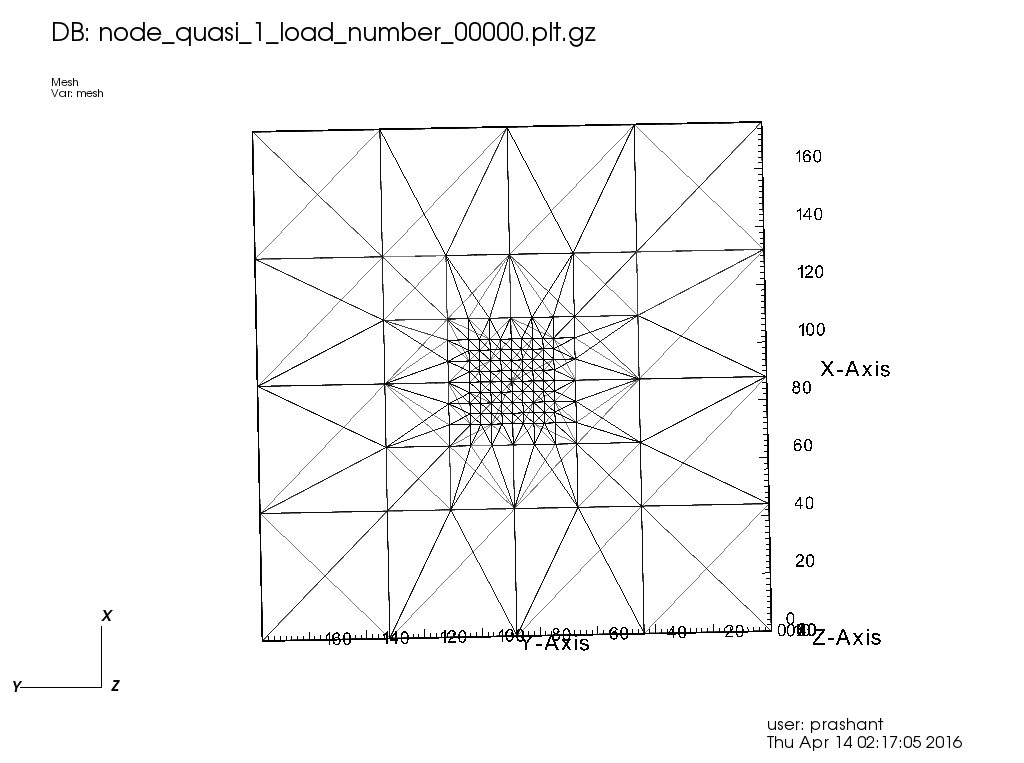 DB: node_quasi_1_load_number_00000.plt.gz
Mesh
Var: mesh
160
140
120
100
X-Axis
80
60
40
20
0
160 140 120 100 80 60 40 20
Y-Axis
Z-Axis
X
Y
Z
user: prashant
Thu Apr 14 02:17:05 2016